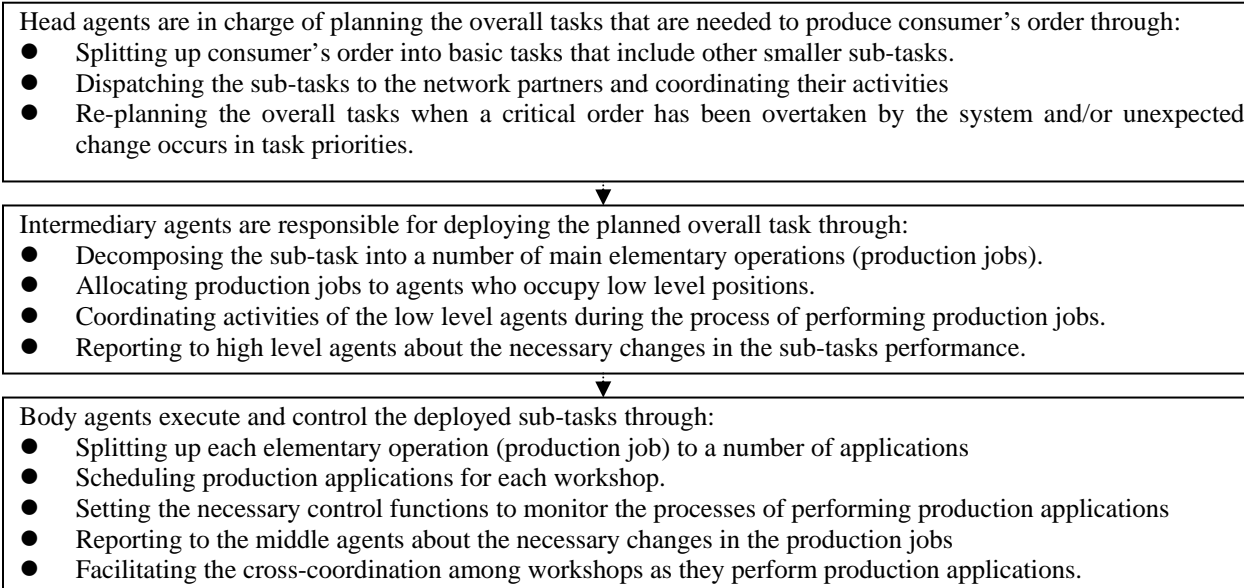 Head agents are in charge of planning the overall tasks that are needed to produce consumer’s order through:
● Splitting up consumer’s order into basic tasks that include other smaller sub-tasks.
● Dispatching the sub-tasks to the network partners and coordinating their activities
● Re-planning the overall tasks when a critical order has been overtaken by the system and/or unexpected
change occurs in task priorities.
Intermediary agents are responsible for deploying the planned overall task through:
● Decomposing the sub-task into a number of main elementary operations (production jobs).
● Allocating production jobs to agents who occupy low level positions.
● Coordinating activities of the low level agents during the process of performing production jobs.
● Reporting to high level agents about the necessary changes in the sub-tasks performance.
Body agents execute and control the deployed sub-tasks through:
● Splitting up each elementary operation (production job) to a number of applications
● Scheduling production applications for each workshop.
● Setting the necessary control functions to monitor the processes of performing production applications
● Reporting to the middle agents about the necessary changes in the production jobs
● Facilitating the cross-coordination among workshops as they perform production applications.